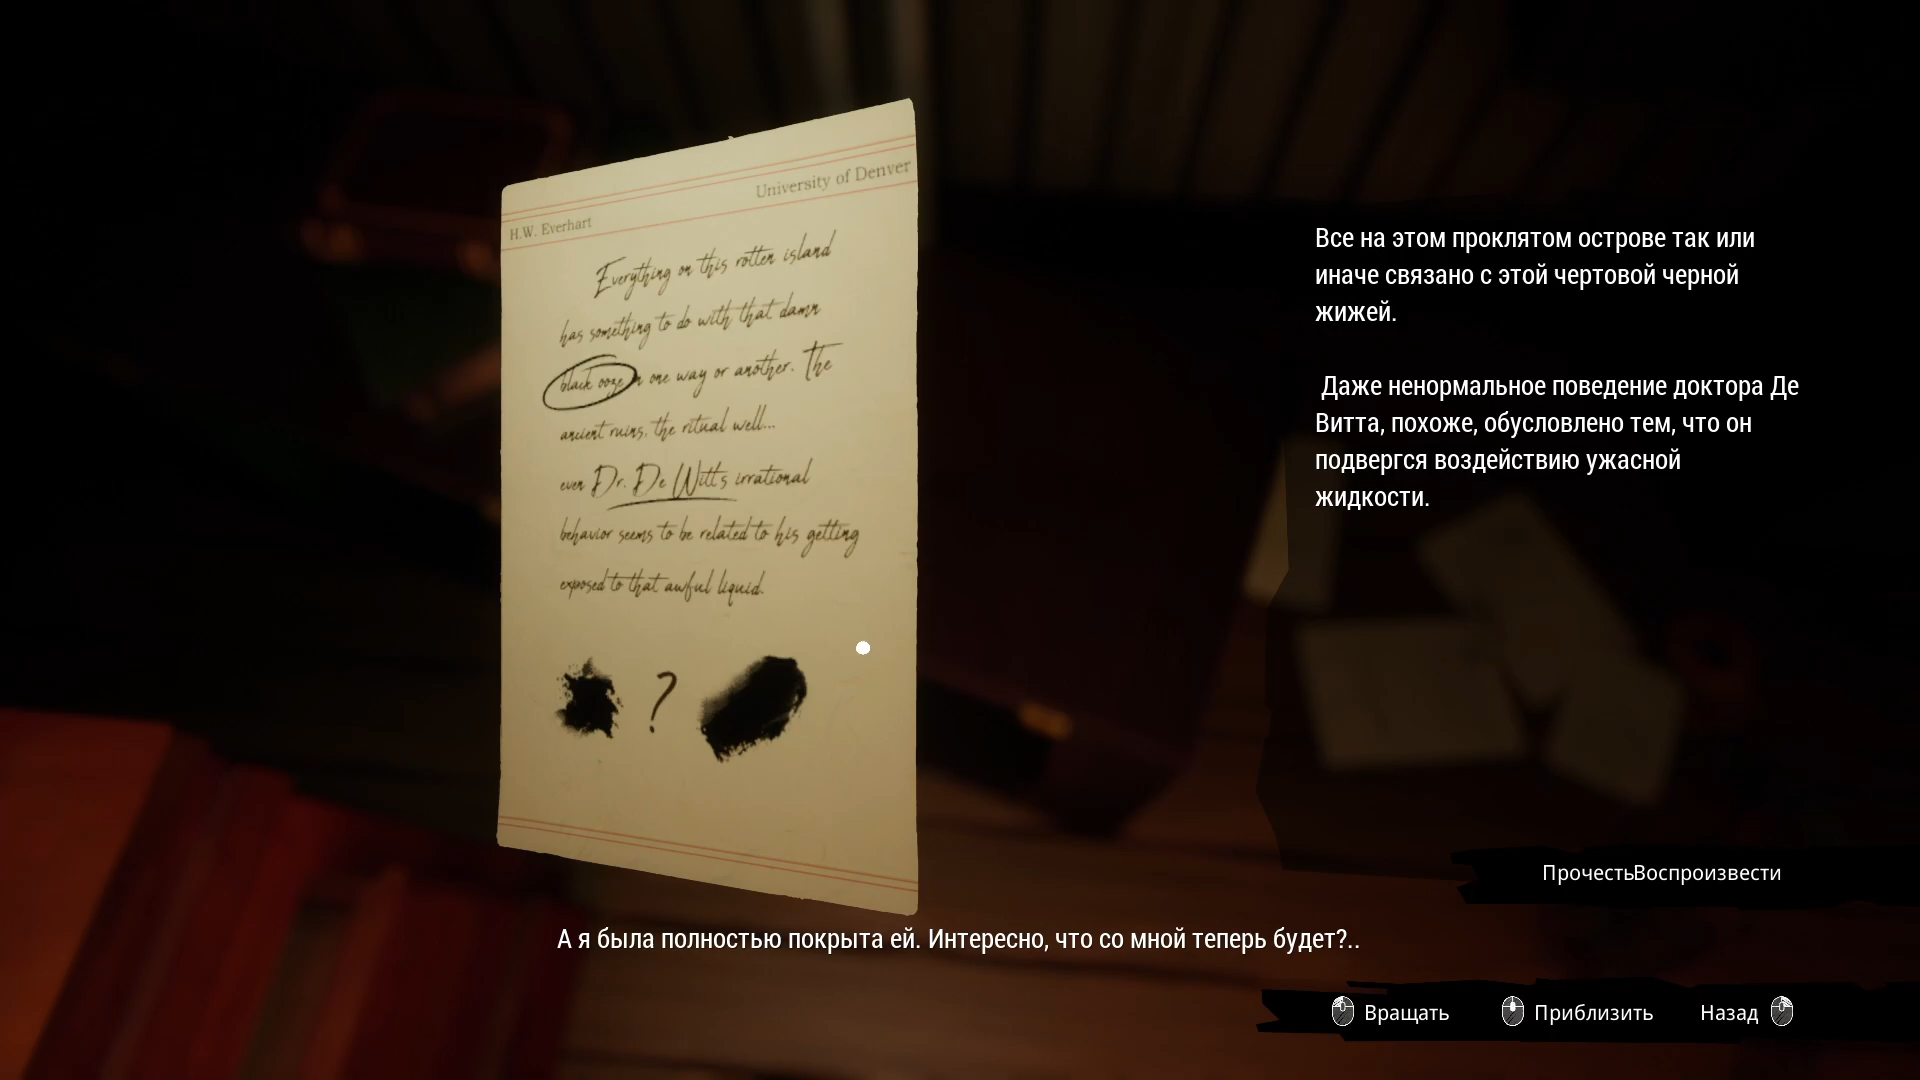 University of Denver
H.W. Everhart
Everything on this rotten island
has something to do with that damn
black ooze in one way or another. The
ancient ruins, the ritual well...
even Dr. De Witt's irrational
behavior seems to be related to his getting
exposed to that awful liquid.
?
Все на этом проклятом острове так или
иначе связано с этой чертовой черной
жижей.
Даже ненормальное поведение доктора Де
Витта, похоже, обусловлено тем, что он
подвергся воздействию ужасной
жидкости.
ПрочестьВоспроизвести
А я была полностью покрыта ей. Интересно, что со мной теперь будет?..
Вращать Приблизить Назад